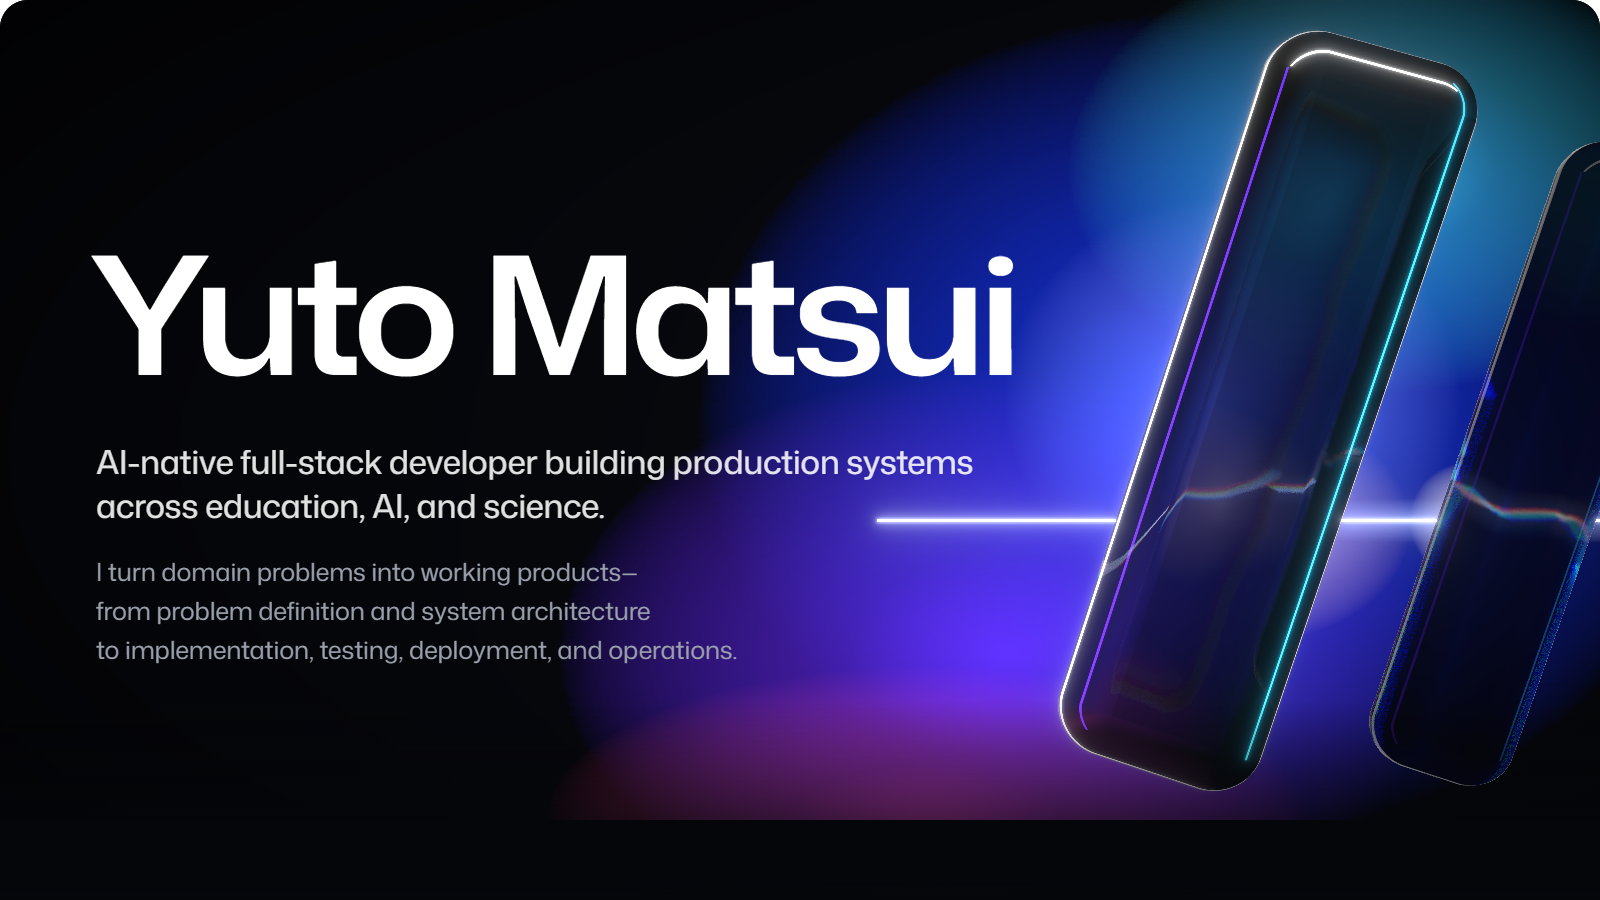 Yuto Matsui
AI-native full-stack developer building production systems
across education, AI, and science.
I turn domain problems into working products—
from problem definition and system architecture
to implementation, testing, deployment, and operations.